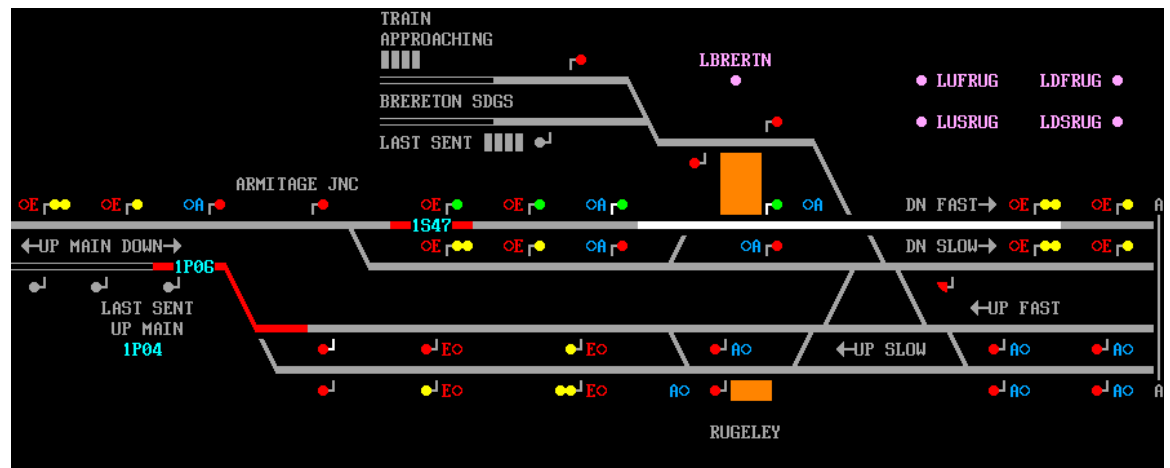 TRAIN
APPROACHING
LBRERTN
LUFRUG LDFRUG
BRERETON SDGS
LUSRUG LDSRUG
LAST SENT
ARMITAGE JNC
E E A E E A A DN FAST→ E E A
1S47
←UP MAIN DOWN→ E E A A DN SLOW→ E E
1P06
LAST SENT
←UP FAST
UP MAIN
1P04 E E A ←UP SLOW A A
E E A A A A
RUGELEY